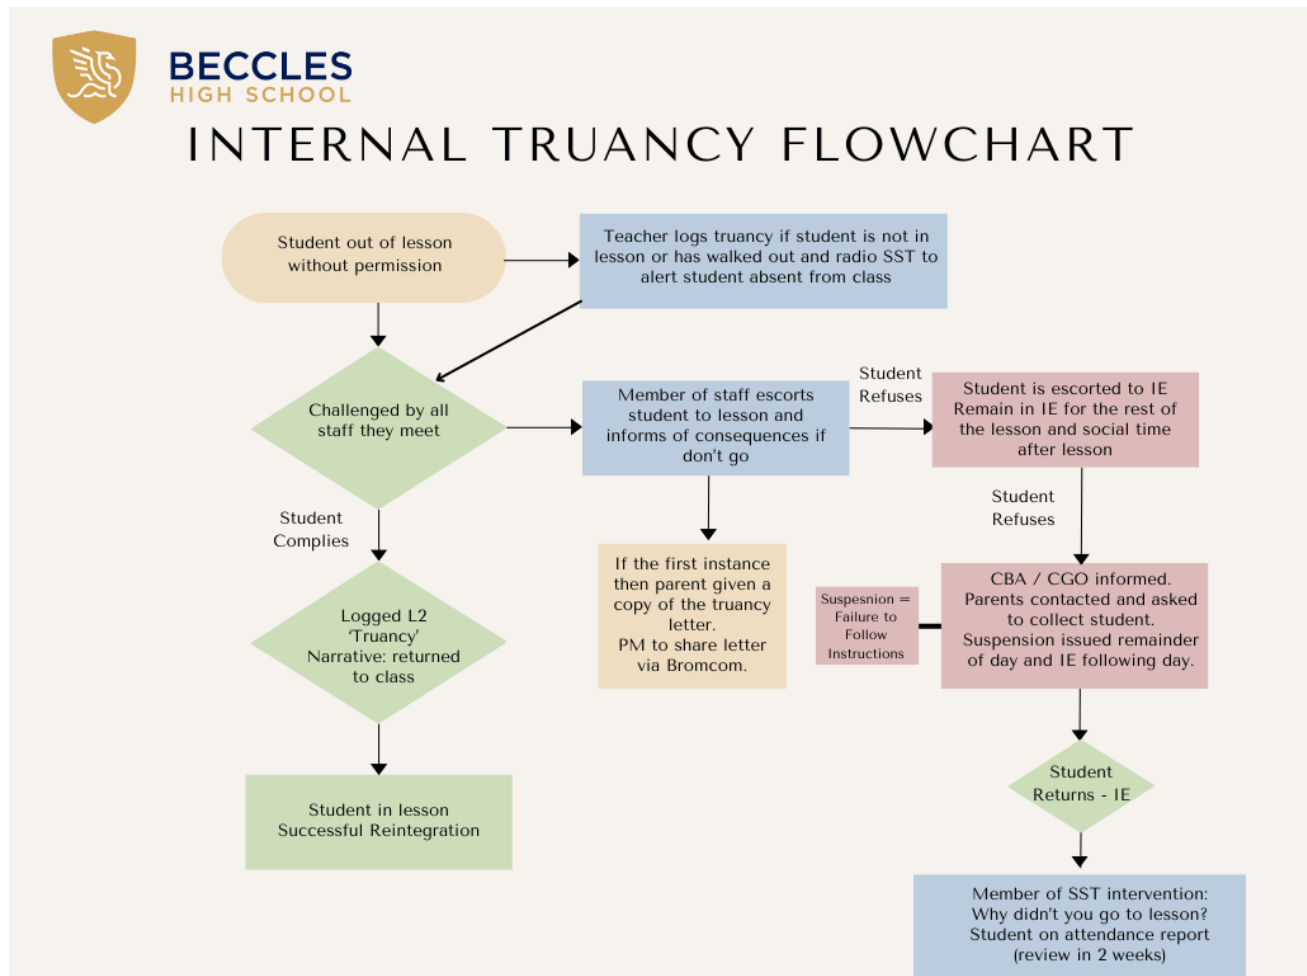 BECCLES
HIGH SCHOOL
INTERNAL TRUANCY FLOWCHART
Student out of lesson
without permission
Teacher logs truancy if student is not in
lesson or has walked out and radio SST to
alert student absent from class
Challenged by all
staff they meet
Member of staff escorts
student to lesson and
informs of consequences if
don't go
Student
Refuses
Student is escorted to IE
Remain in IE for the rest of
the lesson and social time
after lesson
Student
Complies
Student
Refuses
Logged L2
‘Truancy’
Narrative: returned
to class
If the first instance
then parent given a
copy of the truancy
letter.
PM to share letter
via Bromcom.
Suspesnion =
Failure to
Follow
Instructions
CBA / CGO informed.
Parents contacted and asked
to collect student.
Suspension issued remainder
of day and IE following day.
Student in lesson
Successful Reintegration
Student
Returns - IE
Member of SST intervention:
Why didn't you go to lesson?
Student on attendance report
(review in 2 weeks)